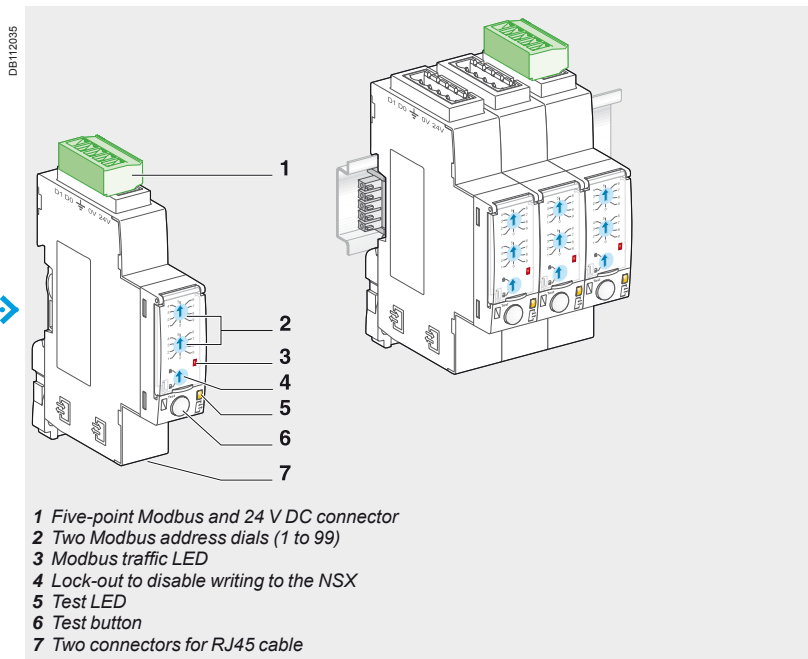 DB112035
D1 D0 0V 24V
1
2
3
4
5
6
7
D1 D0 0V 24V
1 Five-point Modbus and 24 V DC connector
2 Two Modbus address dials (1 to 99)
3 Modbus traffic LED
4 Lock-out to disable writing to the NSX
5 Test LED
6 Test button
7 Two connectors for RJ45 cable